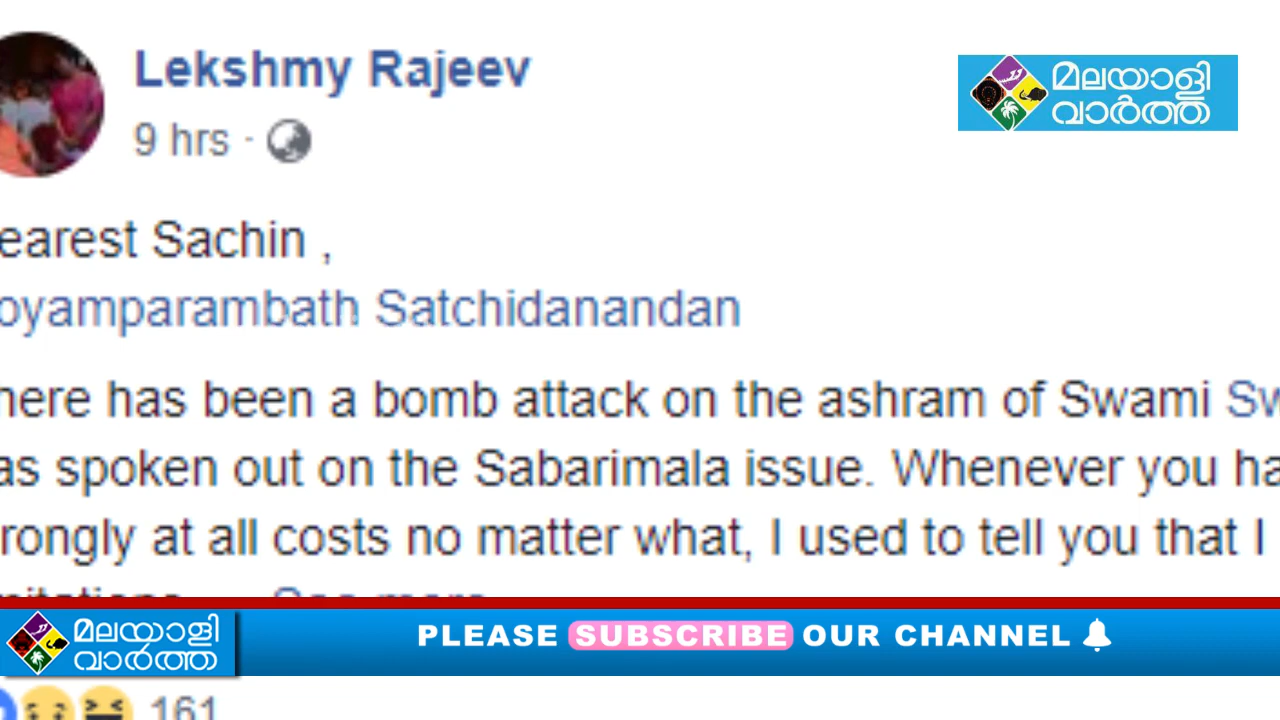 Lekshmy Rajeev
9 hrs ·
മലയാളി
വാർത്ത
earest Sachin ,
oyamparambath Satchidanandan
here has been a bomb attack on the ashram of Swami Sw
as spoken out on the Sabarimala issue. Whenever you ha
rongly at all costs no matter what, I used to tell you that I
മലയാളി
വാർത്ത
PLEASE SUBSCRIBE OUR CHANNEL
161